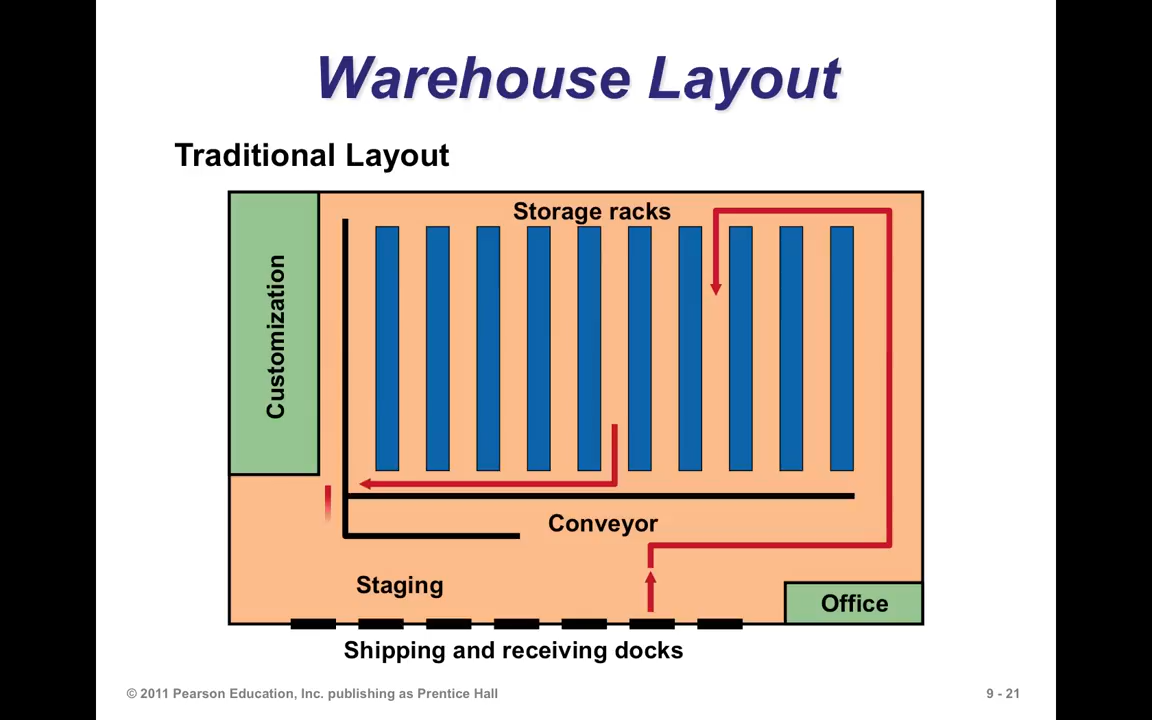 Warehouse Layout
Traditional Layout
Storage racks
Customization
Conveyor
Staging
Office
Shipping and receiving docks
© 2011 Pearson Education, Inc. publishing as Prentice Hall
9 - 21